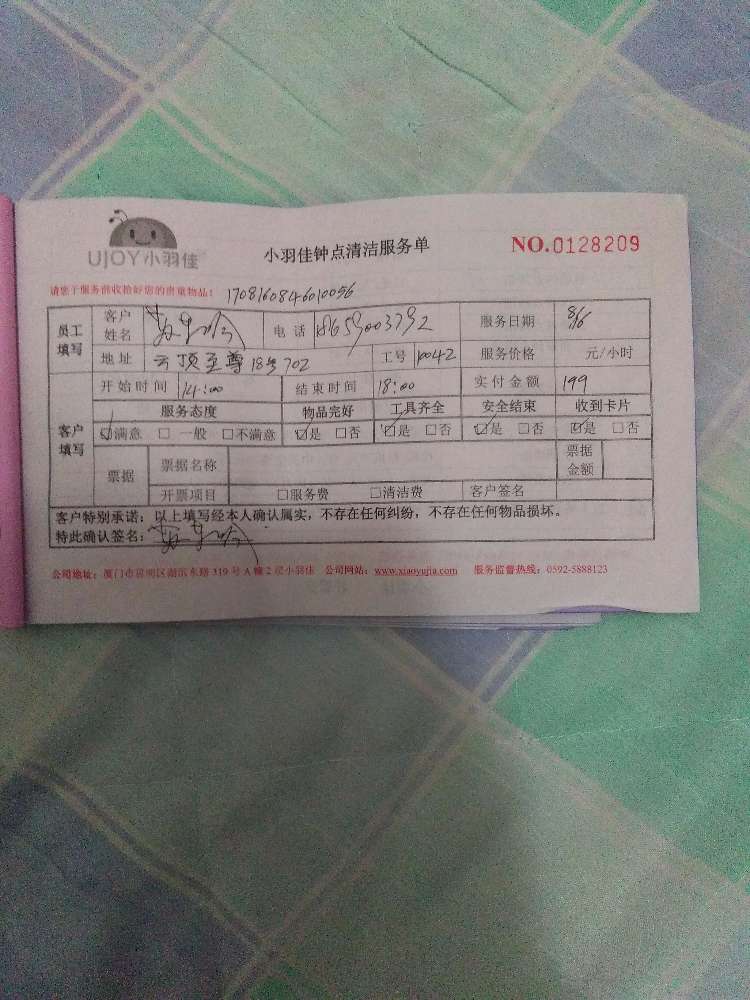 UJOY小羽佳
小羽佳钟点清洁服务单 NO.0128209
请您于服务前收拾好您的贵重物品! 1708160846010056
员工填写 客户姓名 电话 服务日期 8/6
地址 云顶至尊18号702 工号 服务价格 元/小时
客户填写 开始时间 14:00 结束时间 18:00 实付金额 199
服务态度 物品完好 工具齐全 安全结束 收到卡片
☑满意 □一般 □不满意 ☑是 □否 ☑是 □否 ☑是 □否 ☑是 □否
票据 票据名称 票据金额
开票项目 □服务费 □清洁费 客户签名
客户特别承诺:以上填写经本人确认属实,不存在任何纠纷,不存在任何物品损坏。
特此确认签名:
公司地址:厦门市思明区湖滨东路319号A幢2层小羽佳 公司网站:www.xiaoyujia.com 服务监督热线:0592-5888123